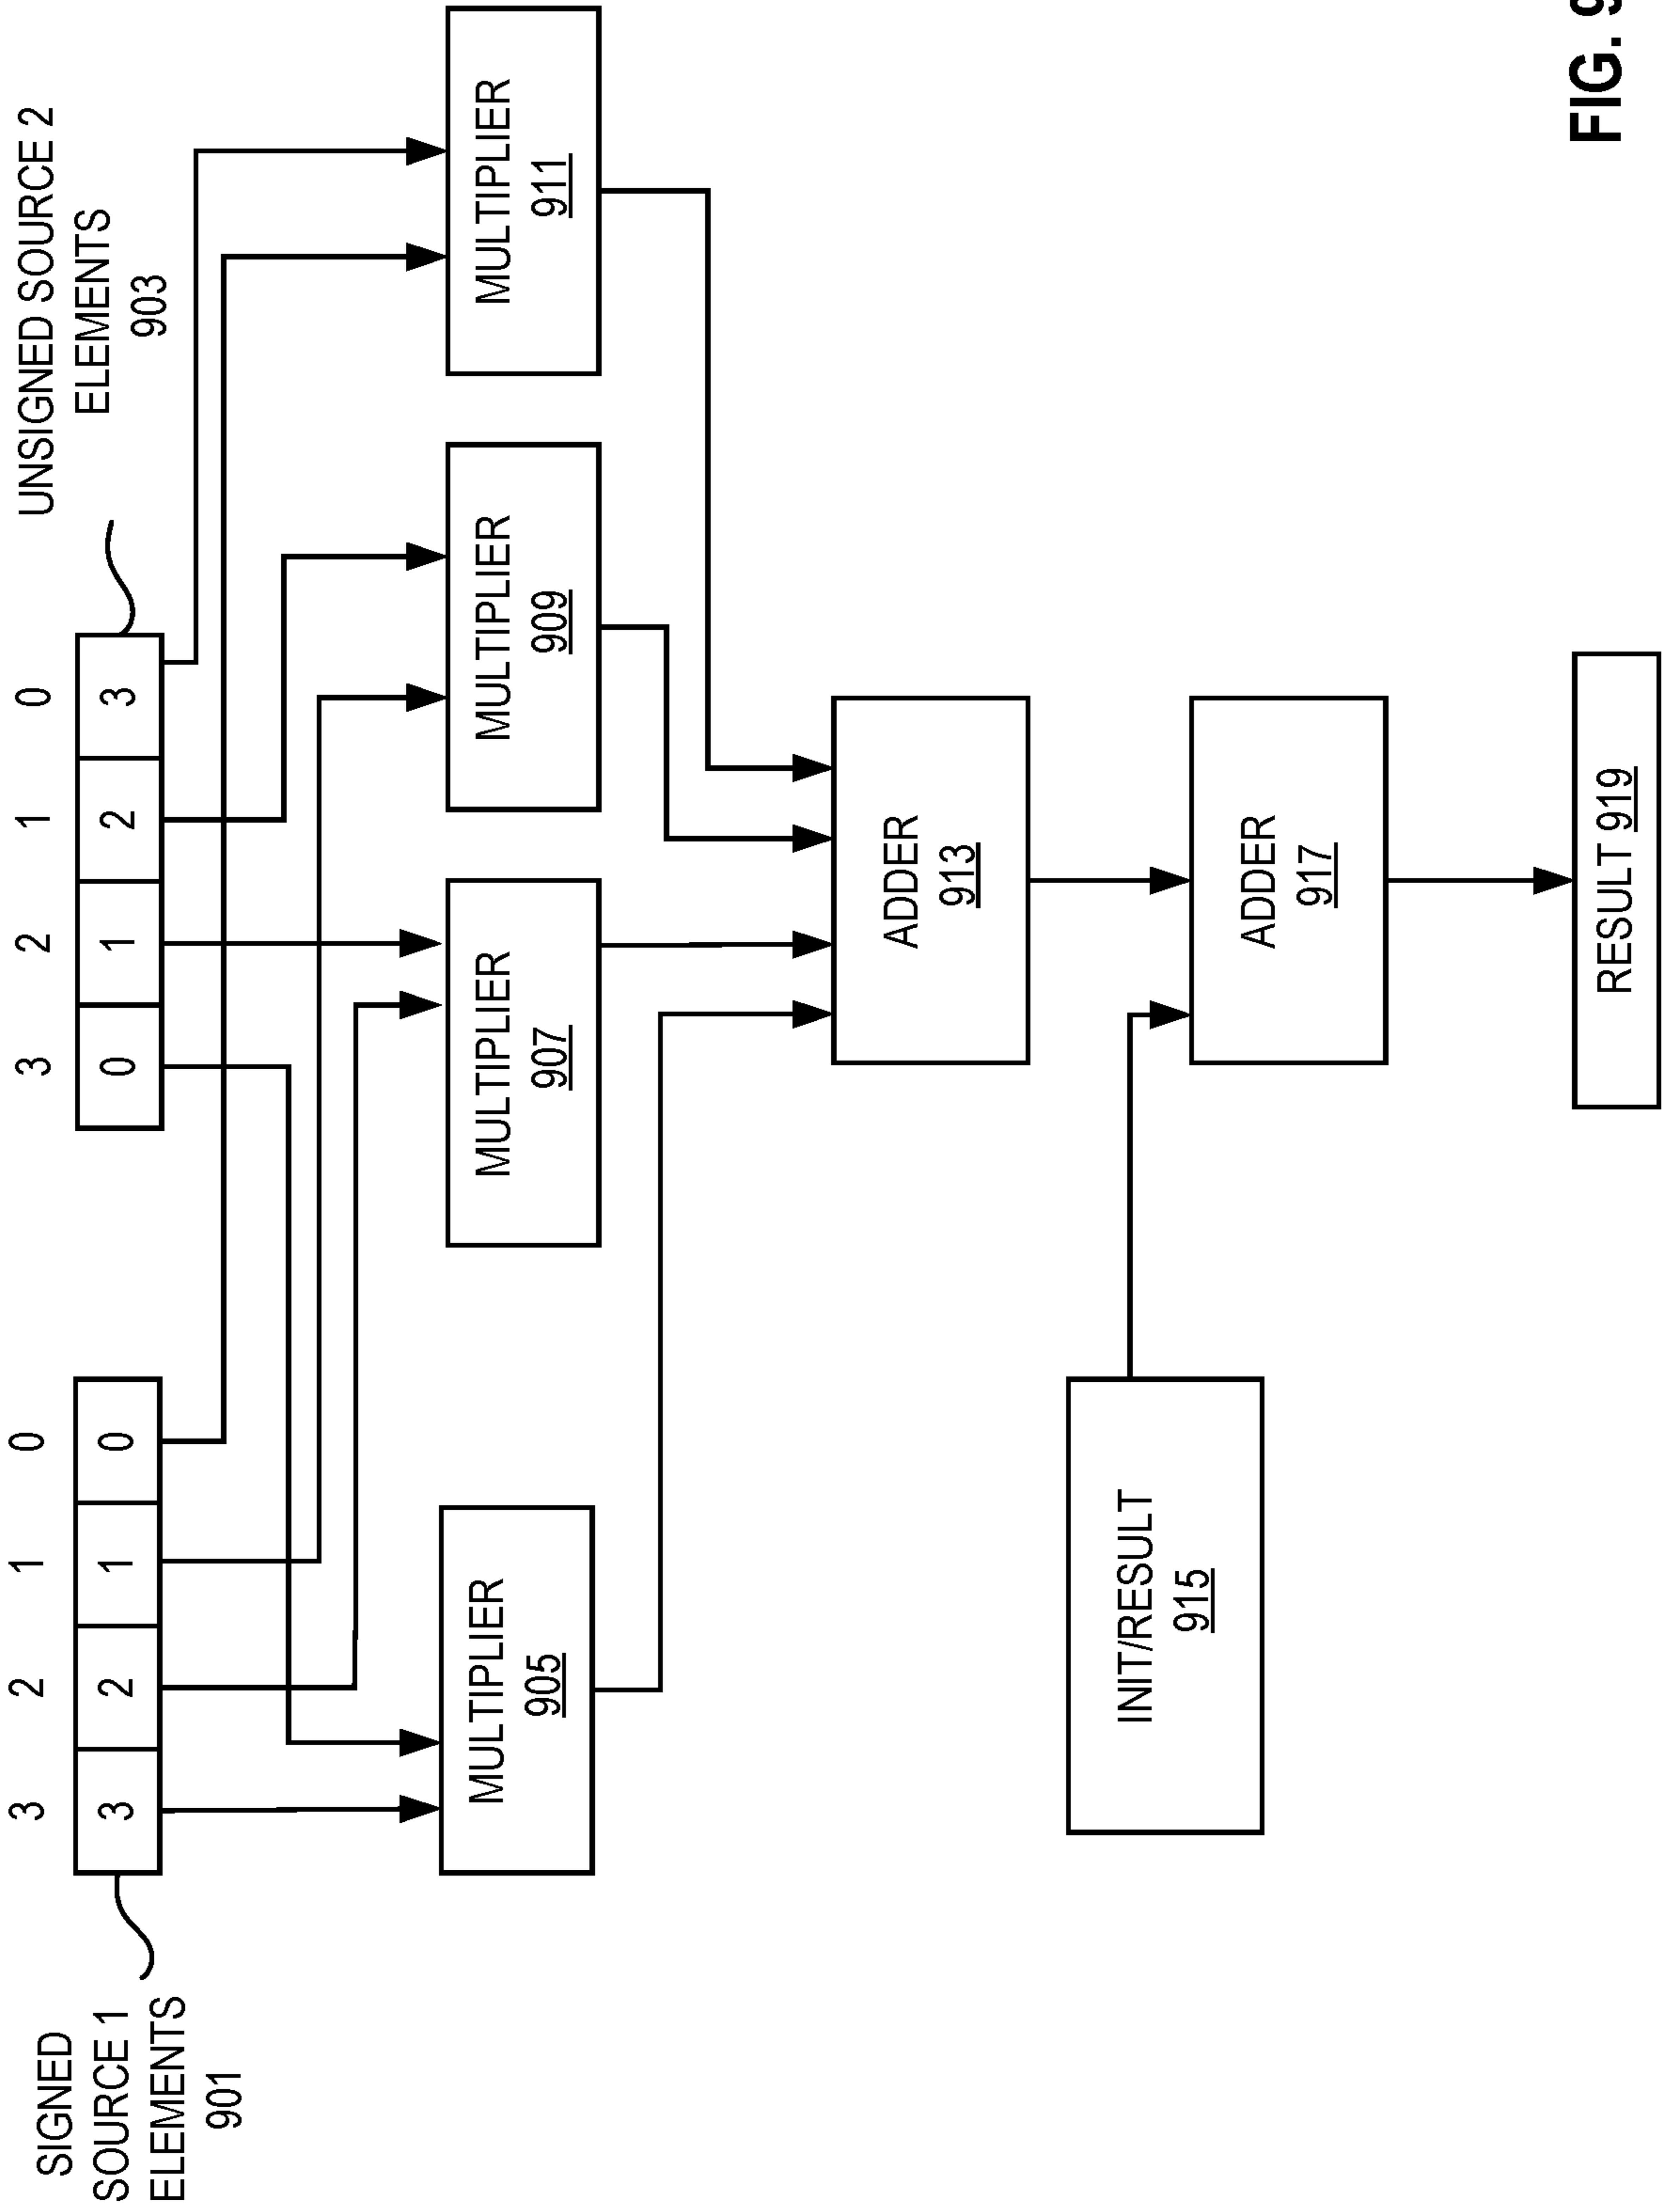 SIGNED
SOURCE 1
ELEMENTS
901
3 2 1 0
3 2 1 0
UNSIGNED SOURCE 2
ELEMENTS
903
3 2 1 0
0 1 2 3
MULTIPLIER
905
MULTIPLIER
907
MULTIPLIER
909
MULTIPLIER
911
ADDER
913
INIT/RESULT
915
ADDER
917
RESULT 919
FIG. 9